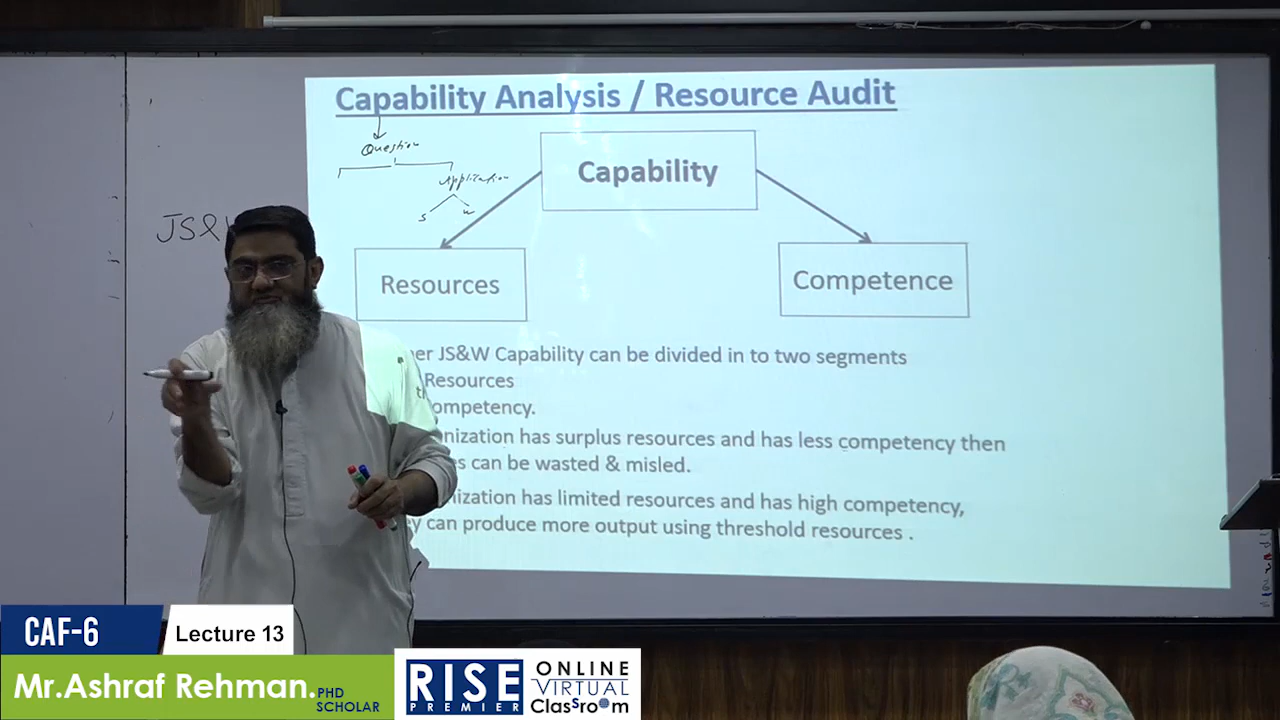 Capability Analysis / Resource Audit
Question
Application
S W
Capability
JS&
Resources
Competence
er JS&W Capability can be divided in to two segments
Resources
ompetency.
nization has surplus resources and has less competency then
s can be wasted & misled.
nization has limited resources and has high competency,
y can produce more output using threshold resources .
CAF-6
Lecture 13
Mr.Ashraf Rehman.PHD
SCHOLAR
RISE
PREMIER
ONLINE
VIRTUAL
Classroom